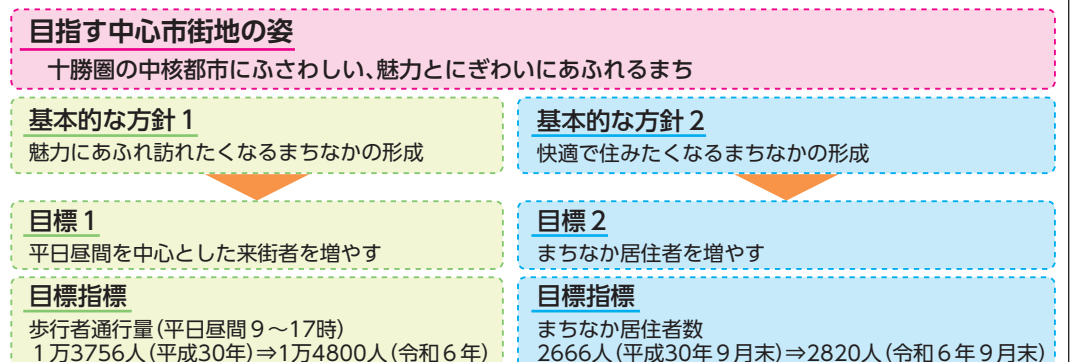 目指す中心市街地の姿
十勝圏の中核都市にふさわしい、魅力とにぎわいにあふれるまち
基本的な方針1
魅力にあふれ訪れたくなるまちなかの形成
目標1
平日昼間を中心とした来街者を増やす
目標指標
歩行者通行量(平日昼間9～17時)
1万3756人(平成30年)⇒1万4800人(令和6年)
基本的な方針2
快適で住みたくなるまちなかの形成
目標2
まちなか居住者を増やす
目標指標
まちなか居住者数
2666人(平成30年9月末)⇒2820人(令和6年9月末)